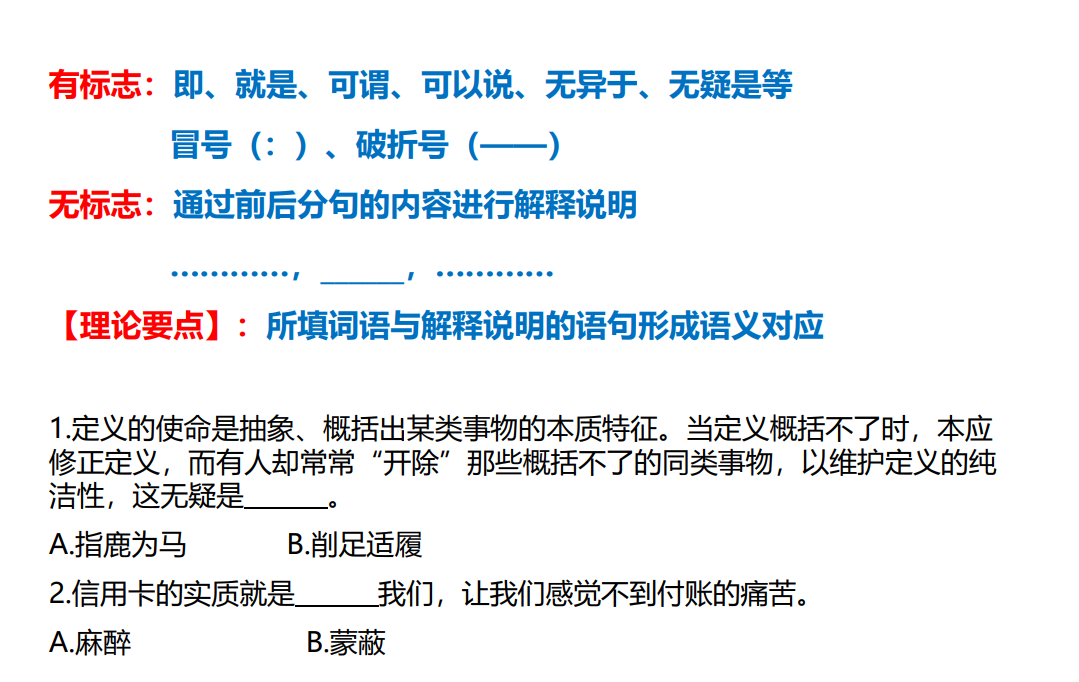 有标志：即、就是、可谓、可以说、无异于、无疑是等
冒号（：）、破折号（——）
无标志：通过前后分句的内容进行解释说明
…………，______，…………
【理论要点】：所填词语与解释说明的语句形成语义对应
1.定义的使命是抽象、概括出某类事物的本质特征。当定义概括不了时，本应
修正定义，而有人却常常“开除”那些概括不了的同类事物，以维护定义的纯
洁性，这无疑是______。
A.指鹿为马 B.削足适履
2.信用卡的实质就是______我们，让我们感觉不到付账的痛苦。
A.麻醉 B.蒙蔽